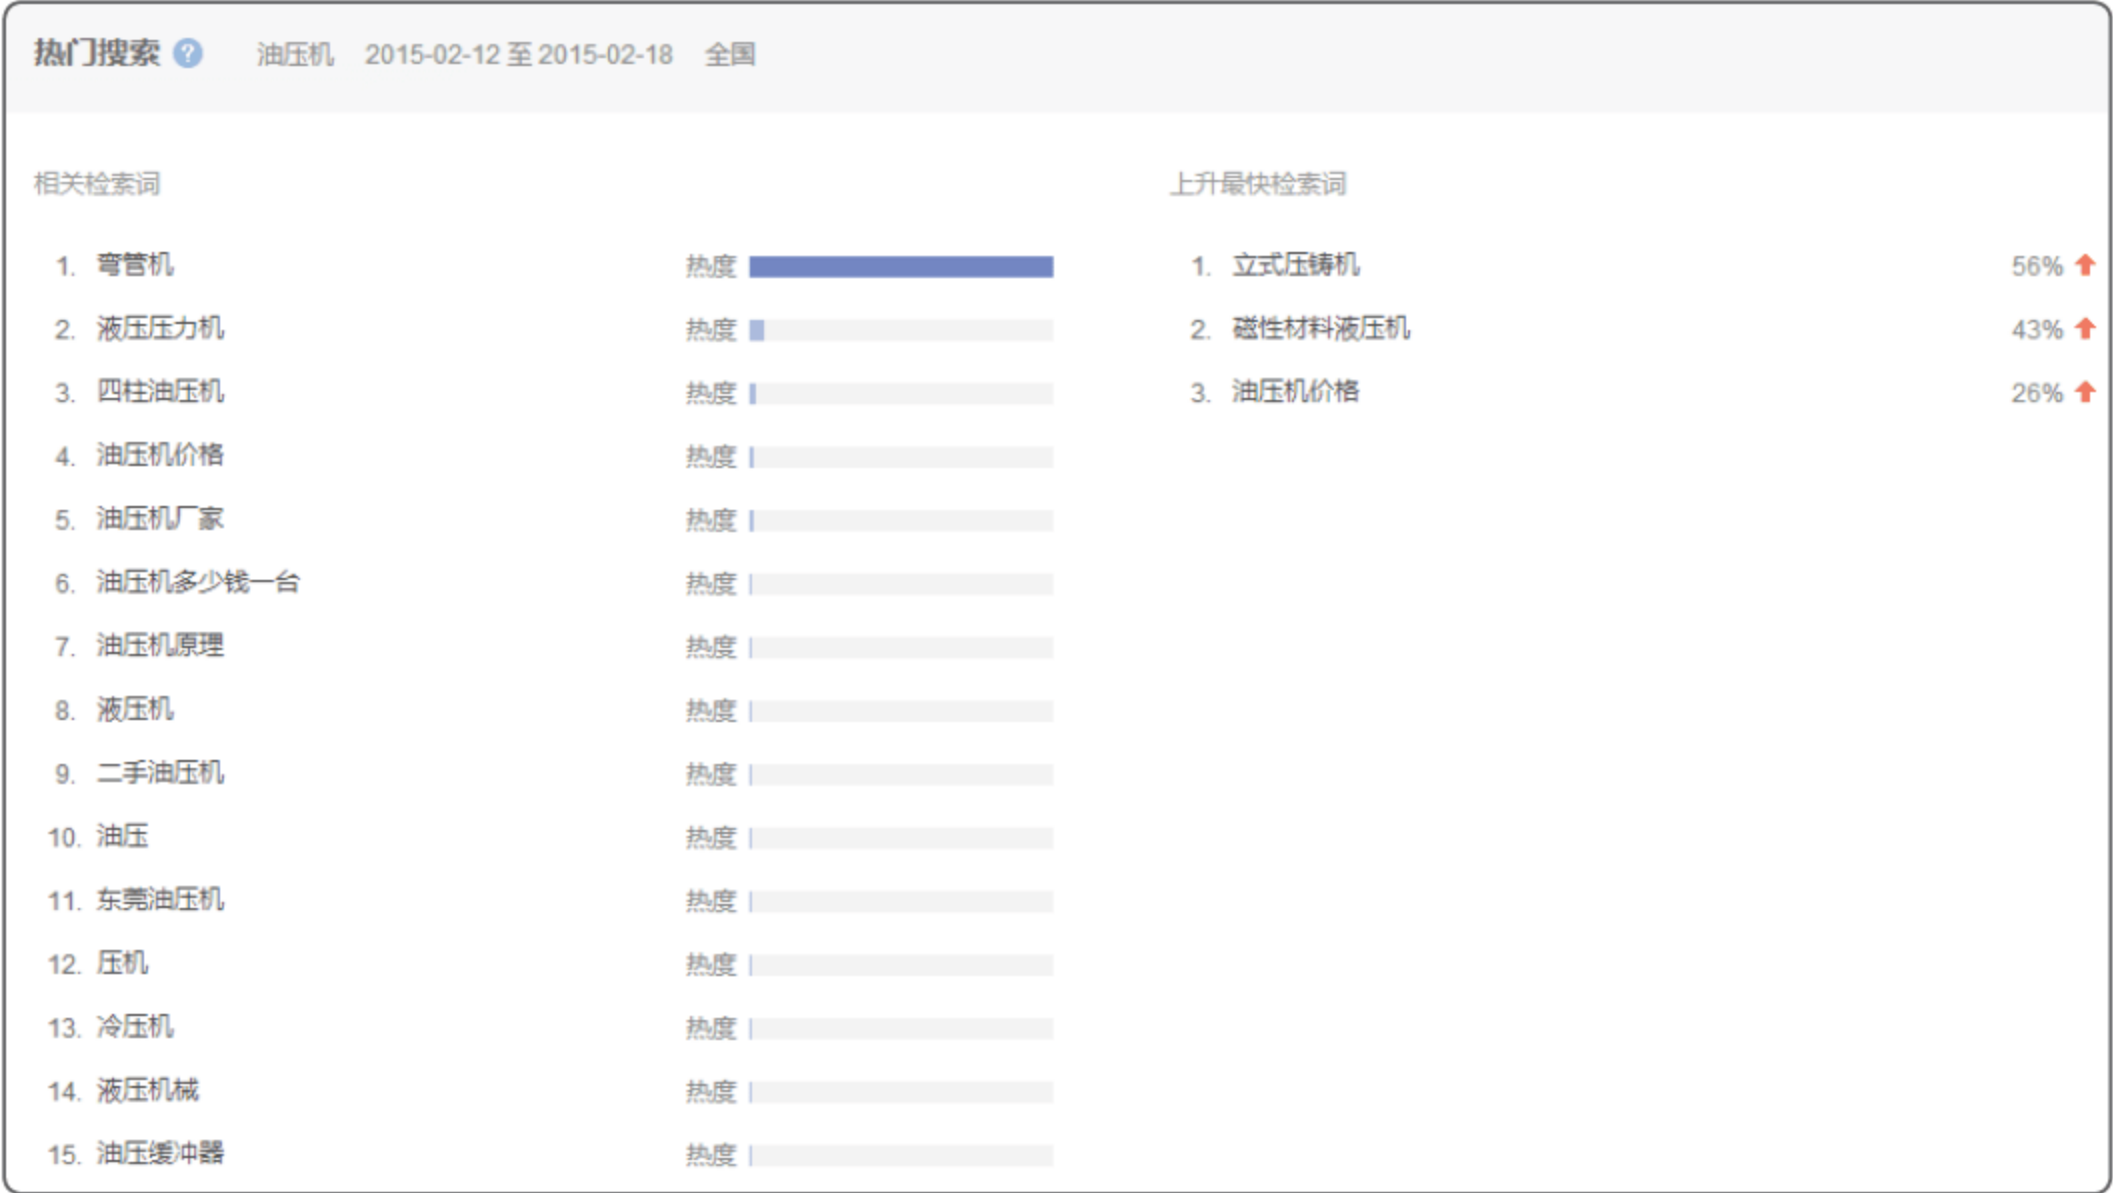 热门搜索 ? 油压机 2015-02-12 至 2015-02-18 全国
相关检索词
1. 弯管机 热度
2. 液压压力机 热度
3. 四柱油压机 热度
4. 油压机价格 热度
5. 油压机厂家 热度
6. 油压机多少钱一台 热度
7. 油压机原理 热度
8. 液压机 热度
9. 二手油压机 热度
10. 油压 热度
11. 东莞油压机 热度
12. 压机 热度
13. 冷压机 热度
14. 液压机械 热度
15. 油压缓冲器 热度
上升最快检索词
1. 立式压铸机 56%
2. 磁性材料液压机 43%
3. 油压机价格 26%